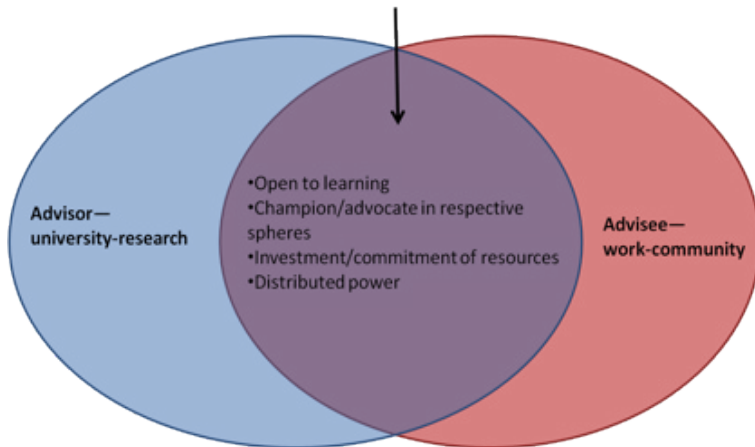 Advisor—
university-research
•Open to learning
•Champion/advocate in respective
spheres
•Investment/commitment of resources
•Distributed power
Advisee—
work-community